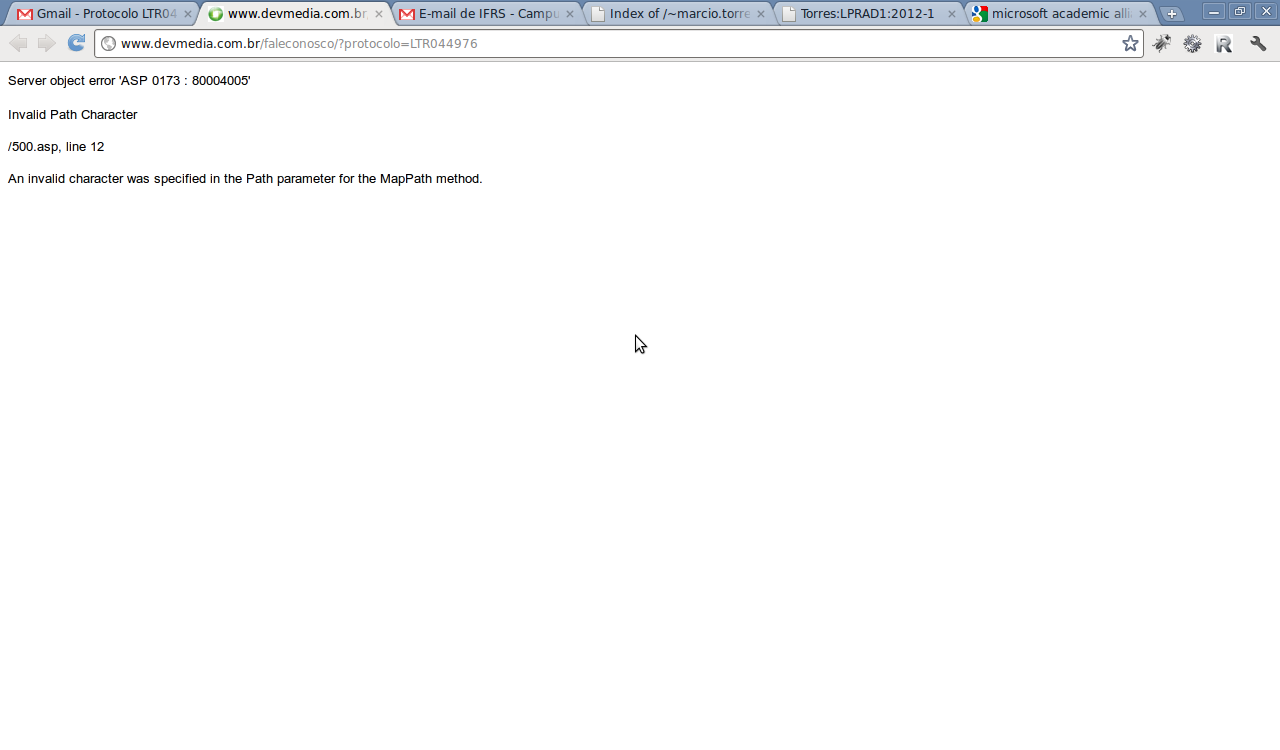 Gmail - Protocolo LTR04
www.devmedia.com.br
E-mail de IFRS - Campu
Index of /~marcio.torre
Torres:LPRAD1:2012-1
microsoft academic alli
www.devmedia.com.br/faleconosco/?protocolo=LTR044976
Server object error 'ASP 0173 : 80004005'
Invalid Path Character
/500.asp, line 12
An invalid character was specified in the Path parameter for the MapPath method.